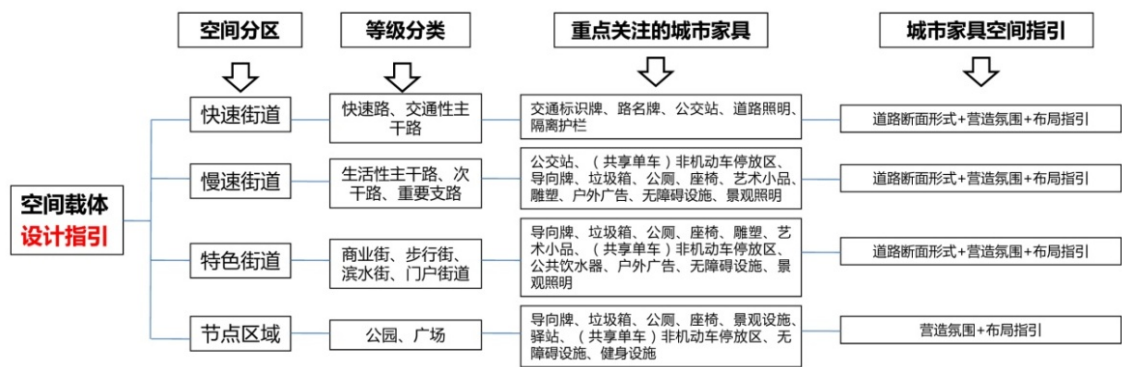 空间分区
等级分类
重点关注的城市家具
城市家具空间指引
空间载体
设计指引
快速街道
快速路、交通性主
干路
交通标识牌、路名牌、公交站、道路照明、
隔离护栏
道路断面形式+营造氛围+布局指引
慢速街道
生活性主干路、次
干路、重要支路
公交站、（共享单车）非机动车停放区、
导向牌、垃圾箱、公厕、座椅、艺术小品、
雕塑、户外广告、无障碍设施、景观照明
道路断面形式+营造氛围+布局指引
特色街道
商业街、步行街、
滨水街、门户街道
导向牌、垃圾箱、公厕、座椅、雕塑、艺
术小品、（共享单车）非机动车停放区、
公共饮水器、户外广告、无障碍设施、景
观照明
道路断面形式+营造氛围+布局指引
节点区域
公园、广场
导向牌、垃圾箱、公厕、座椅、景观设施、
驿站、（共享单车）非机动车停放区、无
障碍设施、健身设施
营造氛围+布局指引